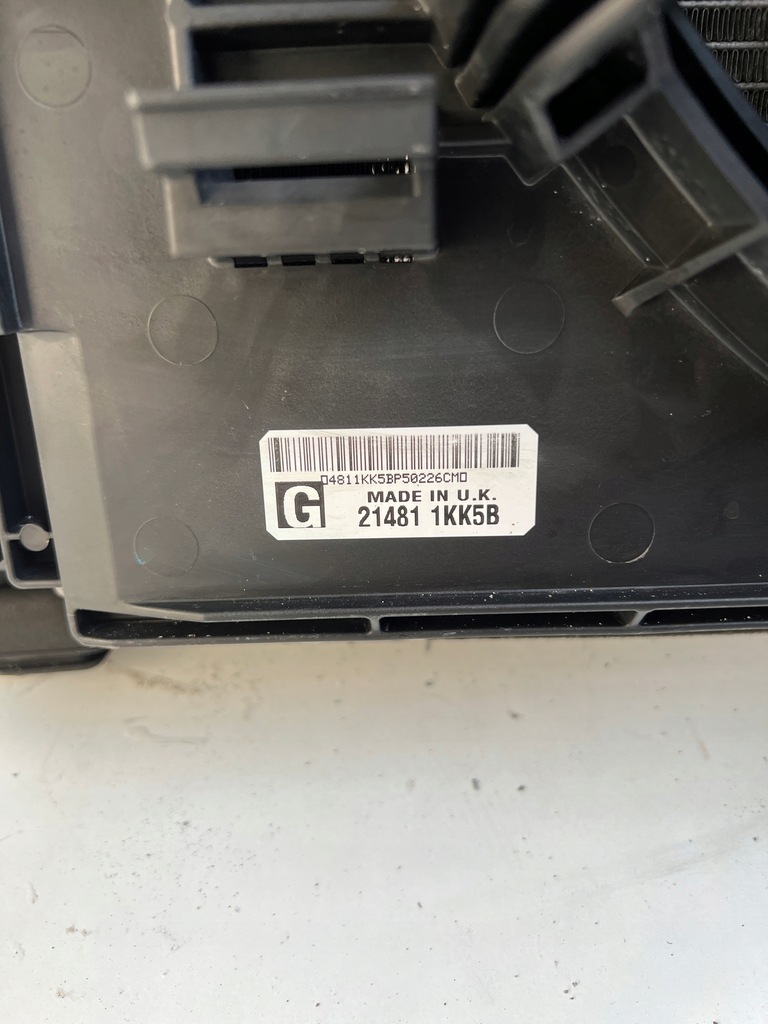 ▯4811KK5BP50226CM▯
G
MADE IN U.K.
21481 1KK5B